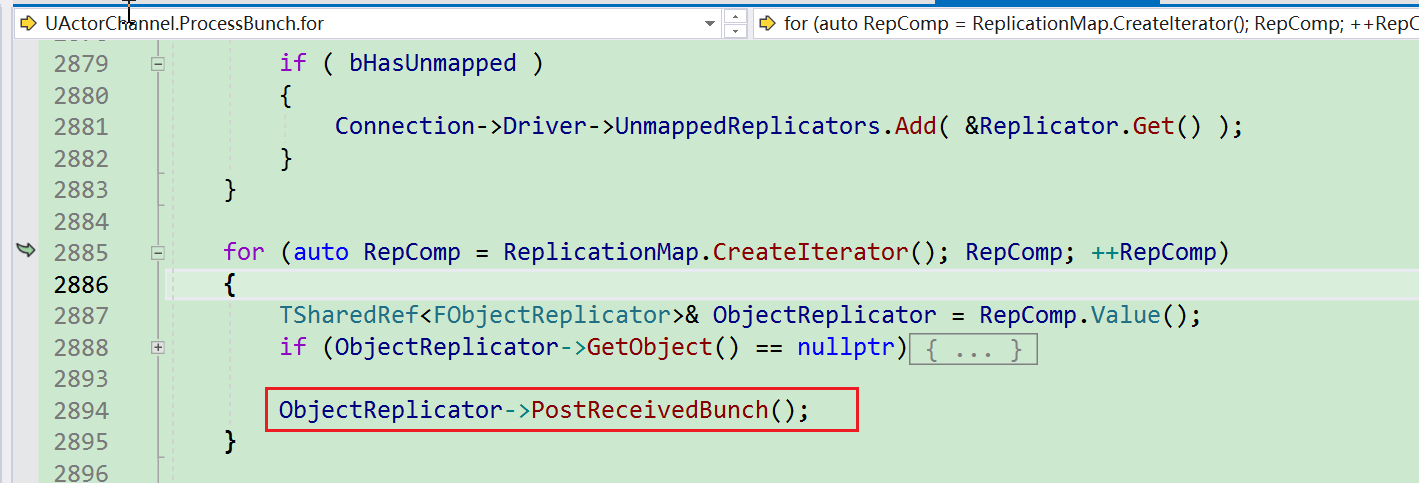 UActorChannel.ProcessBunch.for
for (auto RepComp = ReplicationMap.CreateIterator(); RepComp; ++RepC
2879 if ( bHasUnmapped )
2880 {
2881 Connection->Driver->UnmappedReplicators.Add( &Replicator.Get() );
2882 }
2883 }
2884
2885 for (auto RepComp = ReplicationMap.CreateIterator(); RepComp; ++RepComp)
2886 {
2887 TSharedRef<FObjectReplicator>& ObjectReplicator = RepComp.Value();
2888 if (ObjectReplicator->GetObject() == nullptr) { ... }
2893
2894 ObjectReplicator->PostReceivedBunch();
2895 }
2896